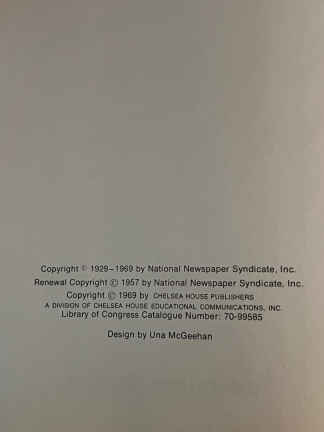 Copyright © 1929–1969 by National Newspaper Syndicate, Inc.
Renewal Copyright © 1957 by National Newspaper Syndicate, Inc.
Copyright © 1969 by CHELSEA HOUSE PUBLISHERS
A DIVISION OF CHELSEA HOUSE EDUCATIONAL COMMUNICATIONS, INC.
Library of Congress Catalogue Number: 70-99585
Design by Una McGeehan